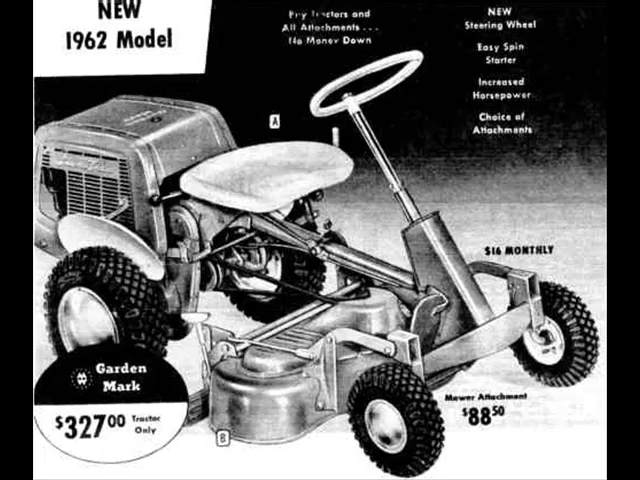 NEW
1962 Model
Buy Tractors and
All Attachments . . .
No Money Down
NEW
Steering Wheel
Easy Spin
Starter
Increased
Horsepower
Choice of
Attachments
A
$16 MONTHLY
Garden
Mark
$327.00 Tractor
Only
Mower Attachment
$88.50
B